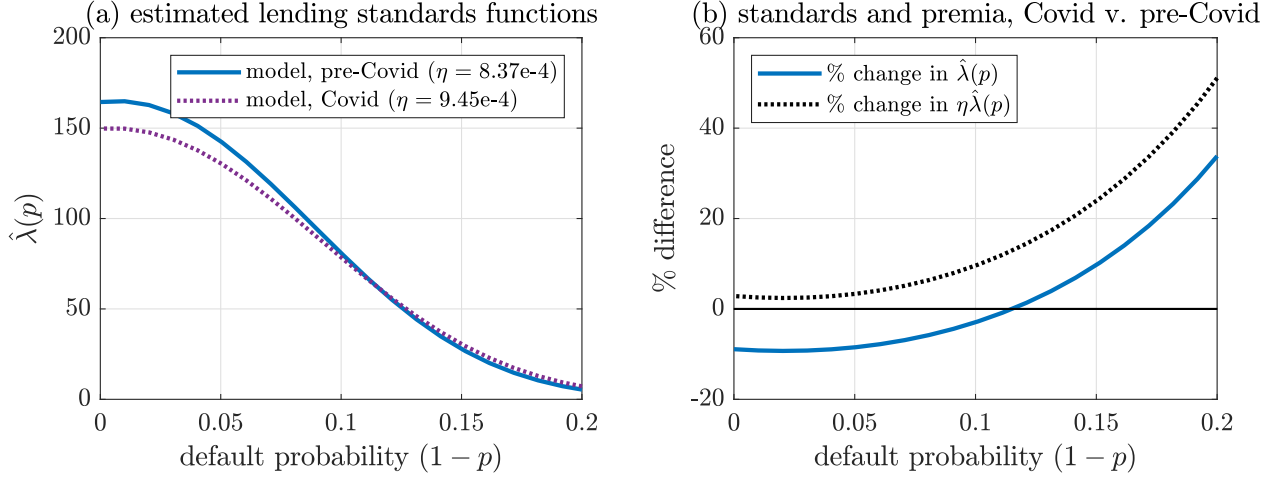 (a) estimated lending standards functions
200
150
100
50
0
λ̂(p)
model, pre-Covid (η = 8.37e-4)
model, Covid (η = 9.45e-4)
0
0.05
0.1
0.15
0.2
default probability (1 − p)
(b) standards and premia, Covid v. pre-Covid
60
40
20
0
-20
% difference
% change in λ̂(p)
% change in ηλ̂(p)
0
0.05
0.1
0.15
0.2
default probability (1 − p)